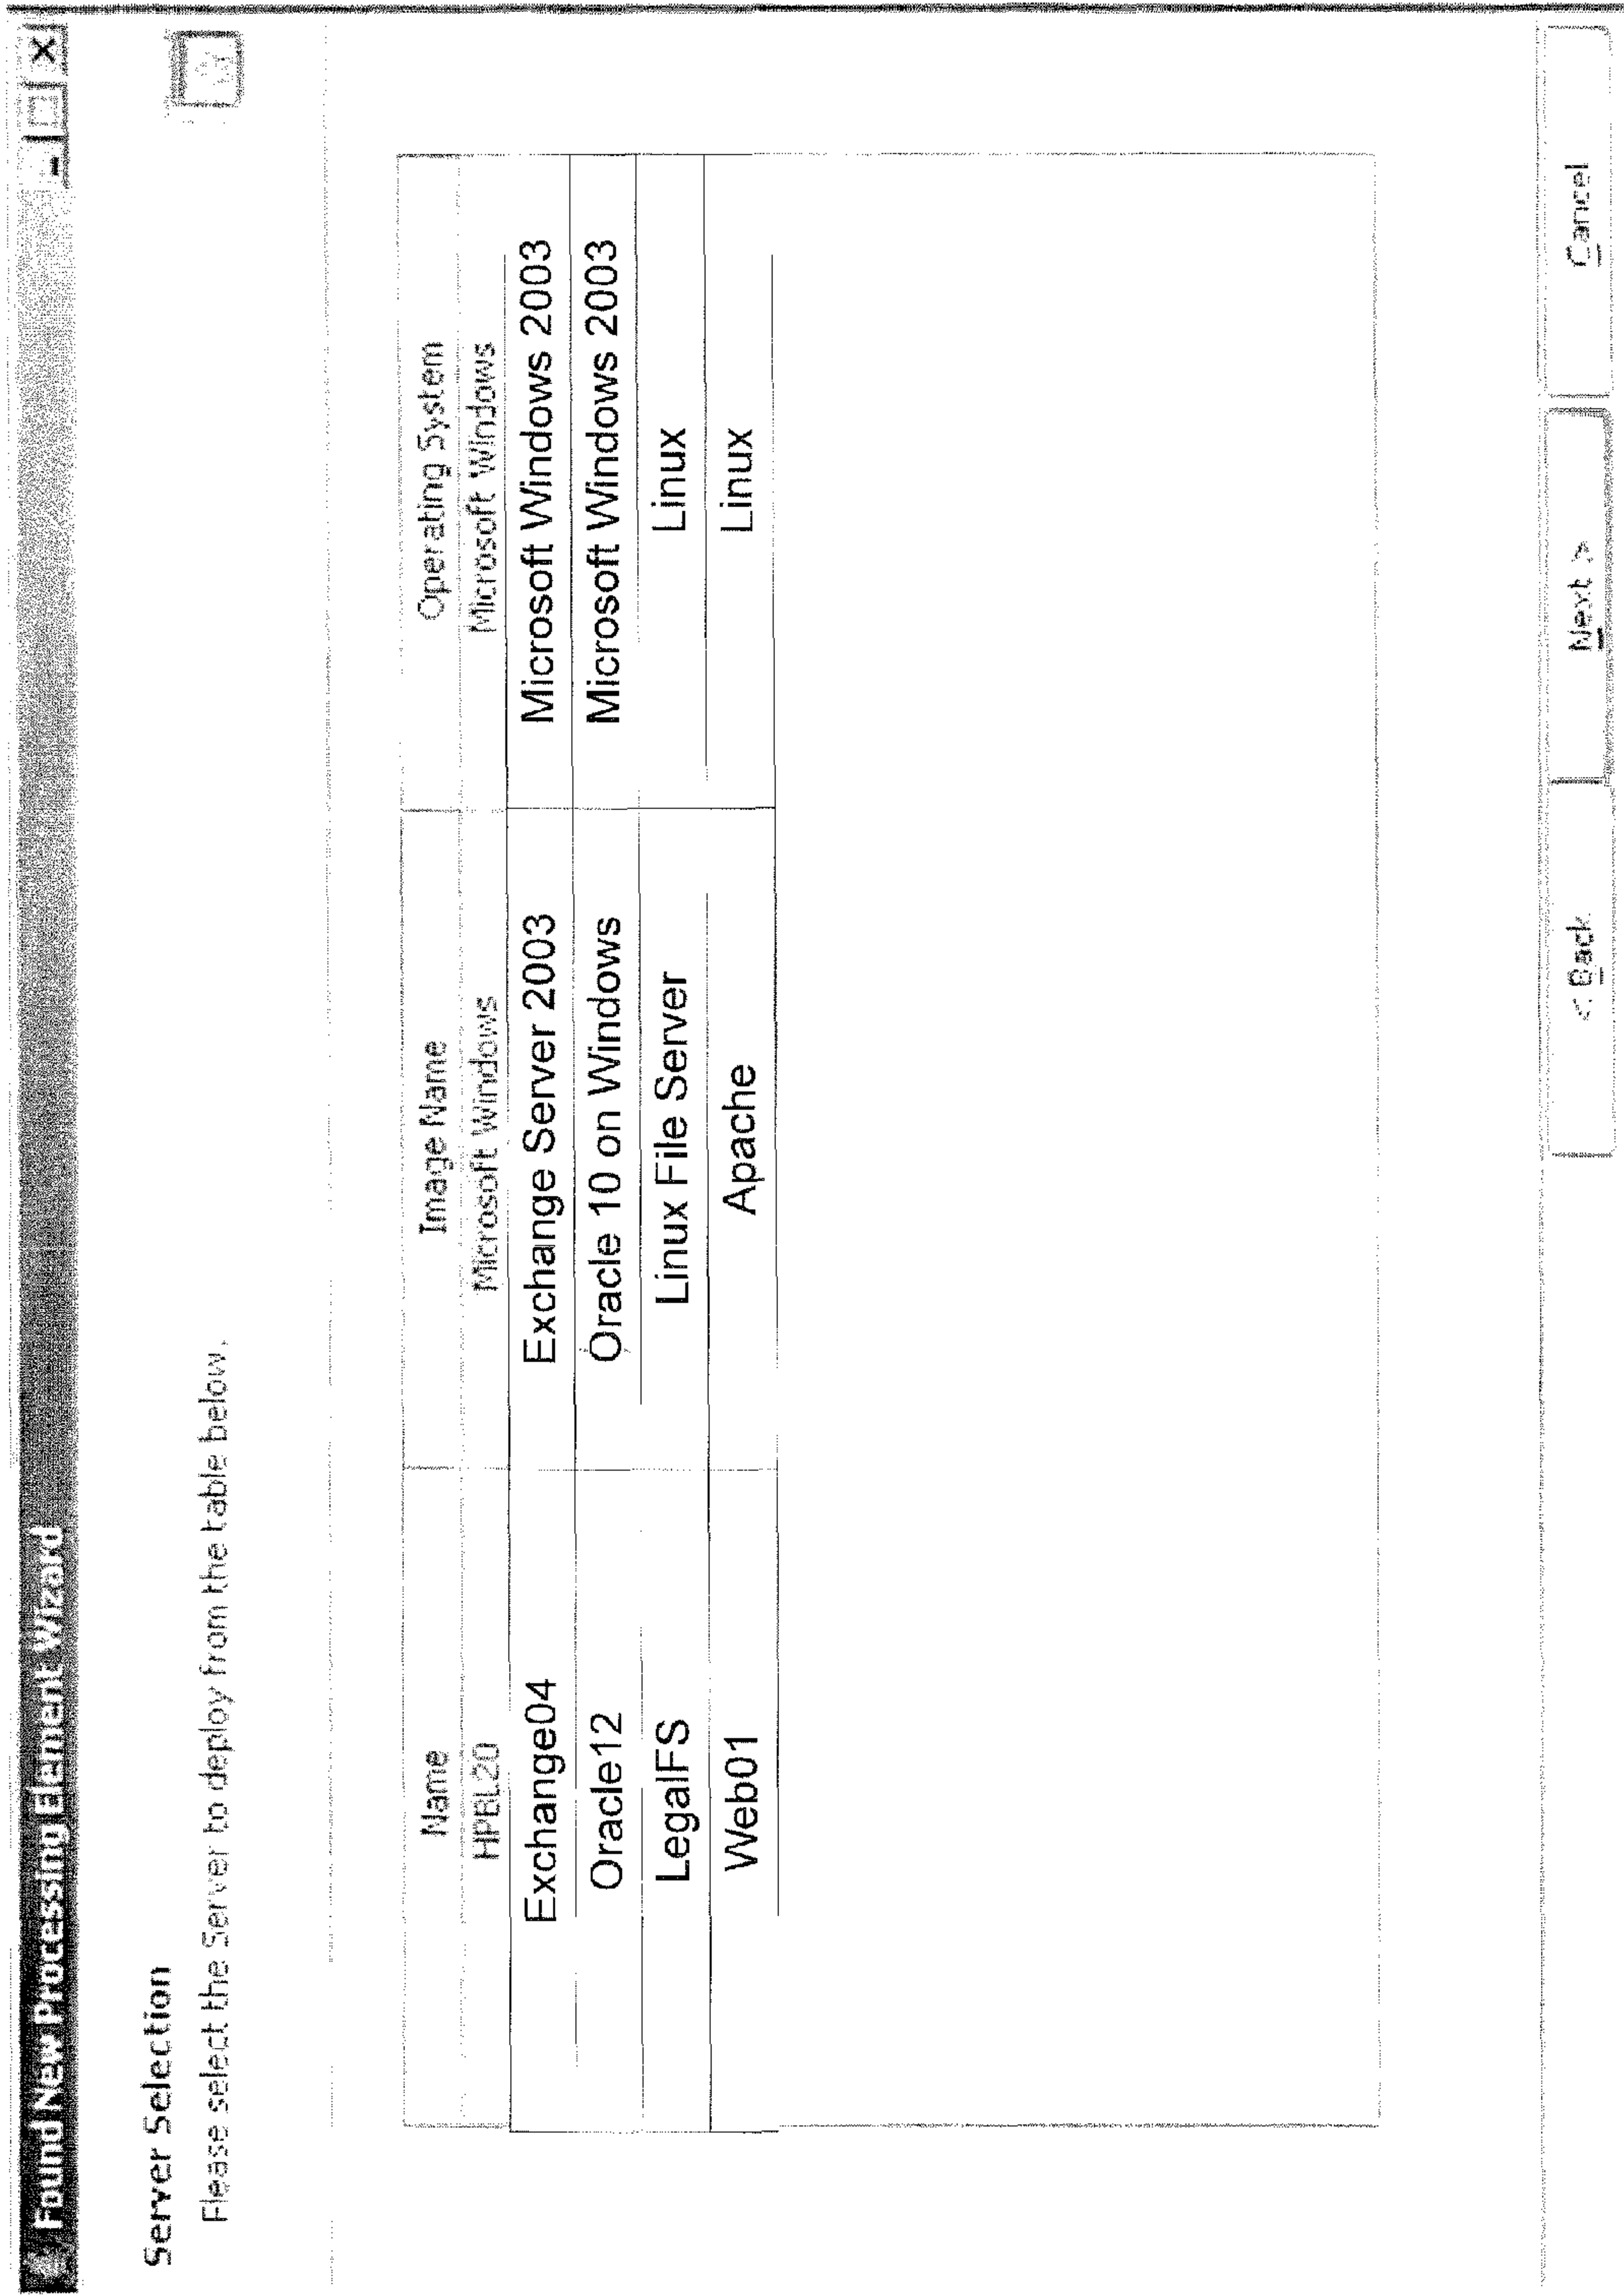 Found New Processing Element Wizard
Server Selection
Please select the Server to deploy from the table below.
Name Image Name Operating System
HPBL20 Microsoft Windows Microsoft Windows
Exchange04 Exchange Server 2003 Microsoft Windows 2003
Oracle12 Oracle 10 on Windows Microsoft Windows 2003
LegalFS Linux File Server Linux
Web01 Apache Linux
< Back Next > Cancel